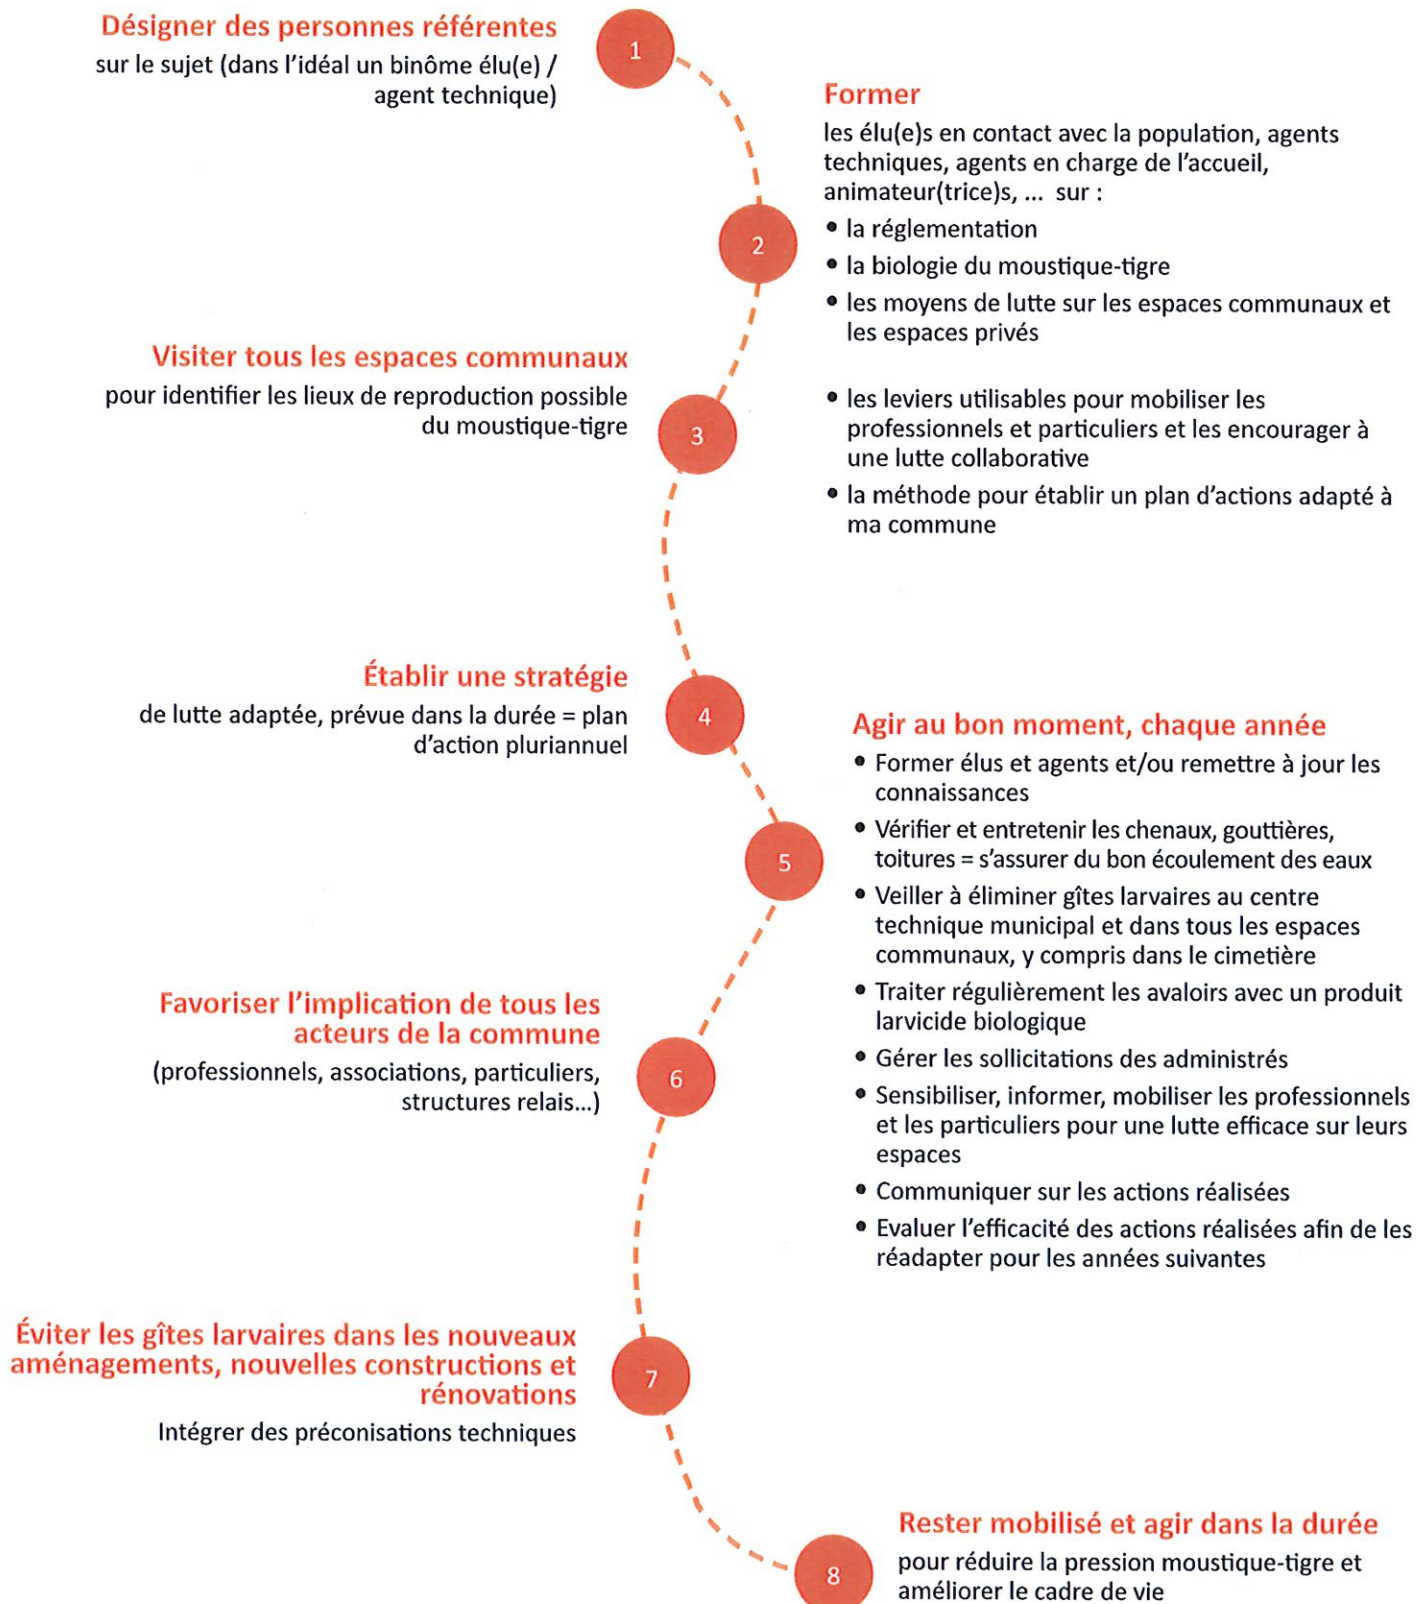 Désigner des personnes référentes
sur le sujet (dans l'idéal un binôme élu(e) /
agent technique)
1
Former
les élu(e)s en contact avec la population, agents
techniques, agents en charge de l'accueil,
animateur(trice)s, ... sur :
• la réglementation
• la biologie du moustique-tigre
• les moyens de lutte sur les espaces communaux et
les espaces privés
• les leviers utilisables pour mobiliser les
professionnels et particuliers et les encourager à
une lutte collaborative
• la méthode pour établir un plan d'actions adapté à
ma commune
2
Visiter tous les espaces communaux
pour identifier les lieux de reproduction possible
du moustique-tigre
3
Établir une stratégie
de lutte adaptée, prévue dans la durée = plan
d'action pluriannuel
4
Agir au bon moment, chaque année
• Former élus et agents et/ou remettre à jour les
connaissances
• Vérifier et entretenir les chenaux, gouttières,
toitures = s'assurer du bon écoulement des eaux
• Veiller à éliminer gîtes larvaires au centre
technique municipal et dans tous les espaces
communaux, y compris dans le cimetière
• Traiter régulièrement les avaloirs avec un produit
larvicide biologique
• Gérer les sollicitations des administrés
• Sensibiliser, informer, mobiliser les professionnels
et les particuliers pour une lutte efficace sur leurs
espaces
• Communiquer sur les actions réalisées
• Evaluer l'efficacité des actions réalisées afin de les
réadapter pour les années suivantes
5
Favoriser l'implication de tous les
acteurs de la commune
(professionnels, associations, particuliers,
structures relais...)
6
Éviter les gîtes larvaires dans les nouveaux
aménagements, nouvelles constructions et
rénovations
Intégrer des préconisations techniques
7
Rester mobilisé et agir dans la durée
pour réduire la pression moustique-tigre et
améliorer le cadre de vie
8